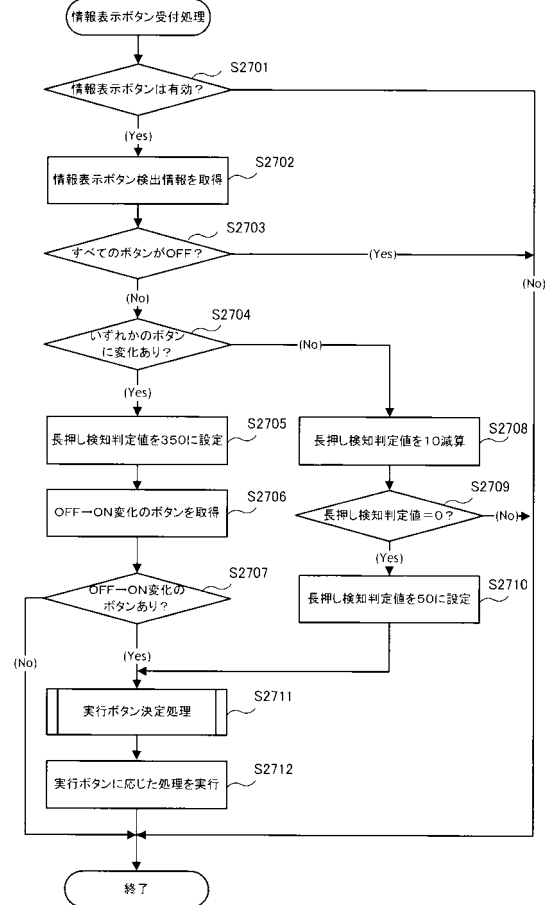 情報表示ボタン受付処理
S2701
情報表示ボタンは有効？
(Yes)
S2702
情報表示ボタン検出情報を取得
S2703
すべてのボタンがOFF？
(Yes)
(No)
(No)
S2704
いずれかのボタン
に変化あり？
(No)
(Yes)
S2705
長押し検知判定値を350に設定
S2708
長押し検知判定値を10減算
S2706
OFF→ON変化のボタンを取得
S2709
長押し検知判定値＝0？
(No)
(Yes)
S2707
OFF→ON変化の
ボタンあり？
S2710
長押し検知判定値を50に設定
(No)
(Yes)
S2711
実行ボタン決定処理
S2712
実行ボタンに応じた処理を実行
終了